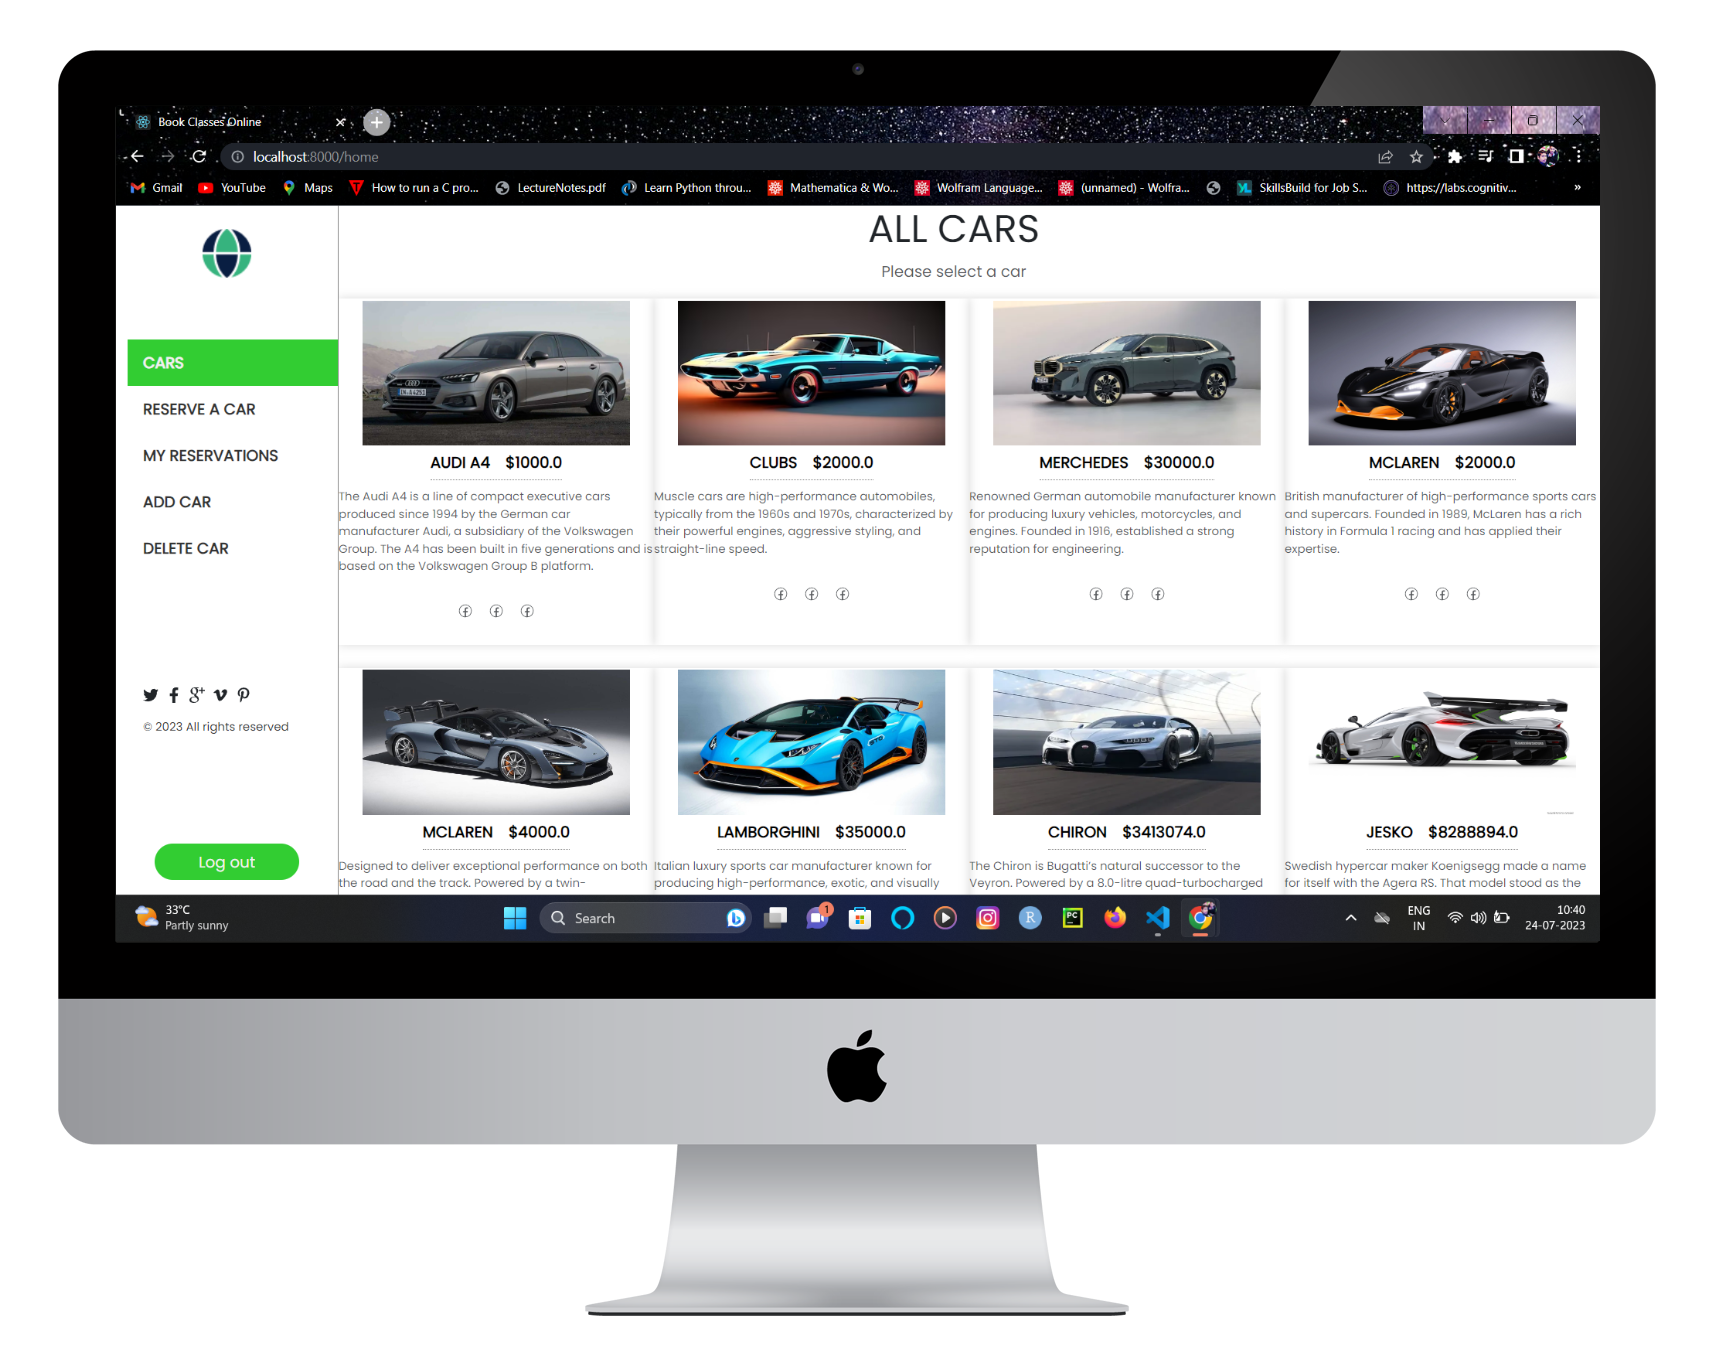 Book Classes Online
localhost:8000/home
Gmail YouTube Maps How to run a C pro... LectureNotes.pdf Learn Python throu... Mathematica & Wo... Wolfram Language... (unnamed) - Wolfra... SkillsBuild for Job S... https://labs.cognitiv... »
ALL CARS
Please select a car
CARS
RESERVE A CAR
MY RESERVATIONS
ADD CAR
DELETE CAR
© 2023 All rights reserved
Log out
AUDI A4 $1000.0
The Audi A4 is a line of compact executive cars
produced since 1994 by the German car
manufacturer Audi, a subsidiary of the Volkswagen
Group. The A4 has been built in five generations and is
based on the Volkswagen Group B platform.
CLUBS $2000.0
Muscle cars are high-performance automobiles,
typically from the 1960s and 1970s, characterized by
their powerful engines, aggressive styling, and
straight-line speed.
MERCHEDES $30000.0
Renowned German automobile manufacturer known
for producing luxury vehicles, motorcycles, and
engines. Founded in 1916, established a strong
reputation for engineering.
MCLAREN $2000.0
British manufacturer of high-performance sports cars
and supercars. Founded in 1989, McLaren has a rich
history in Formula 1 racing and has applied their
expertise.
MCLAREN $4000.0
Designed to deliver exceptional performance on both
the road and the track. Powered by a twin-
LAMBORGHINI $35000.0
Italian luxury sports car manufacturer known for
producing high-performance, exotic, and visually
CHIRON $3413074.0
The Chiron is Bugatti's natural successor to the
Veyron. Powered by a 8.0-litre quad-turbocharged
JESKO $8288894.0
Swedish hypercar maker Koenigsegg made a name
for itself with the Agera RS. That model stood as the
33°C
Partly sunny
Search
1
ENG
IN
10:40
24-07-2023